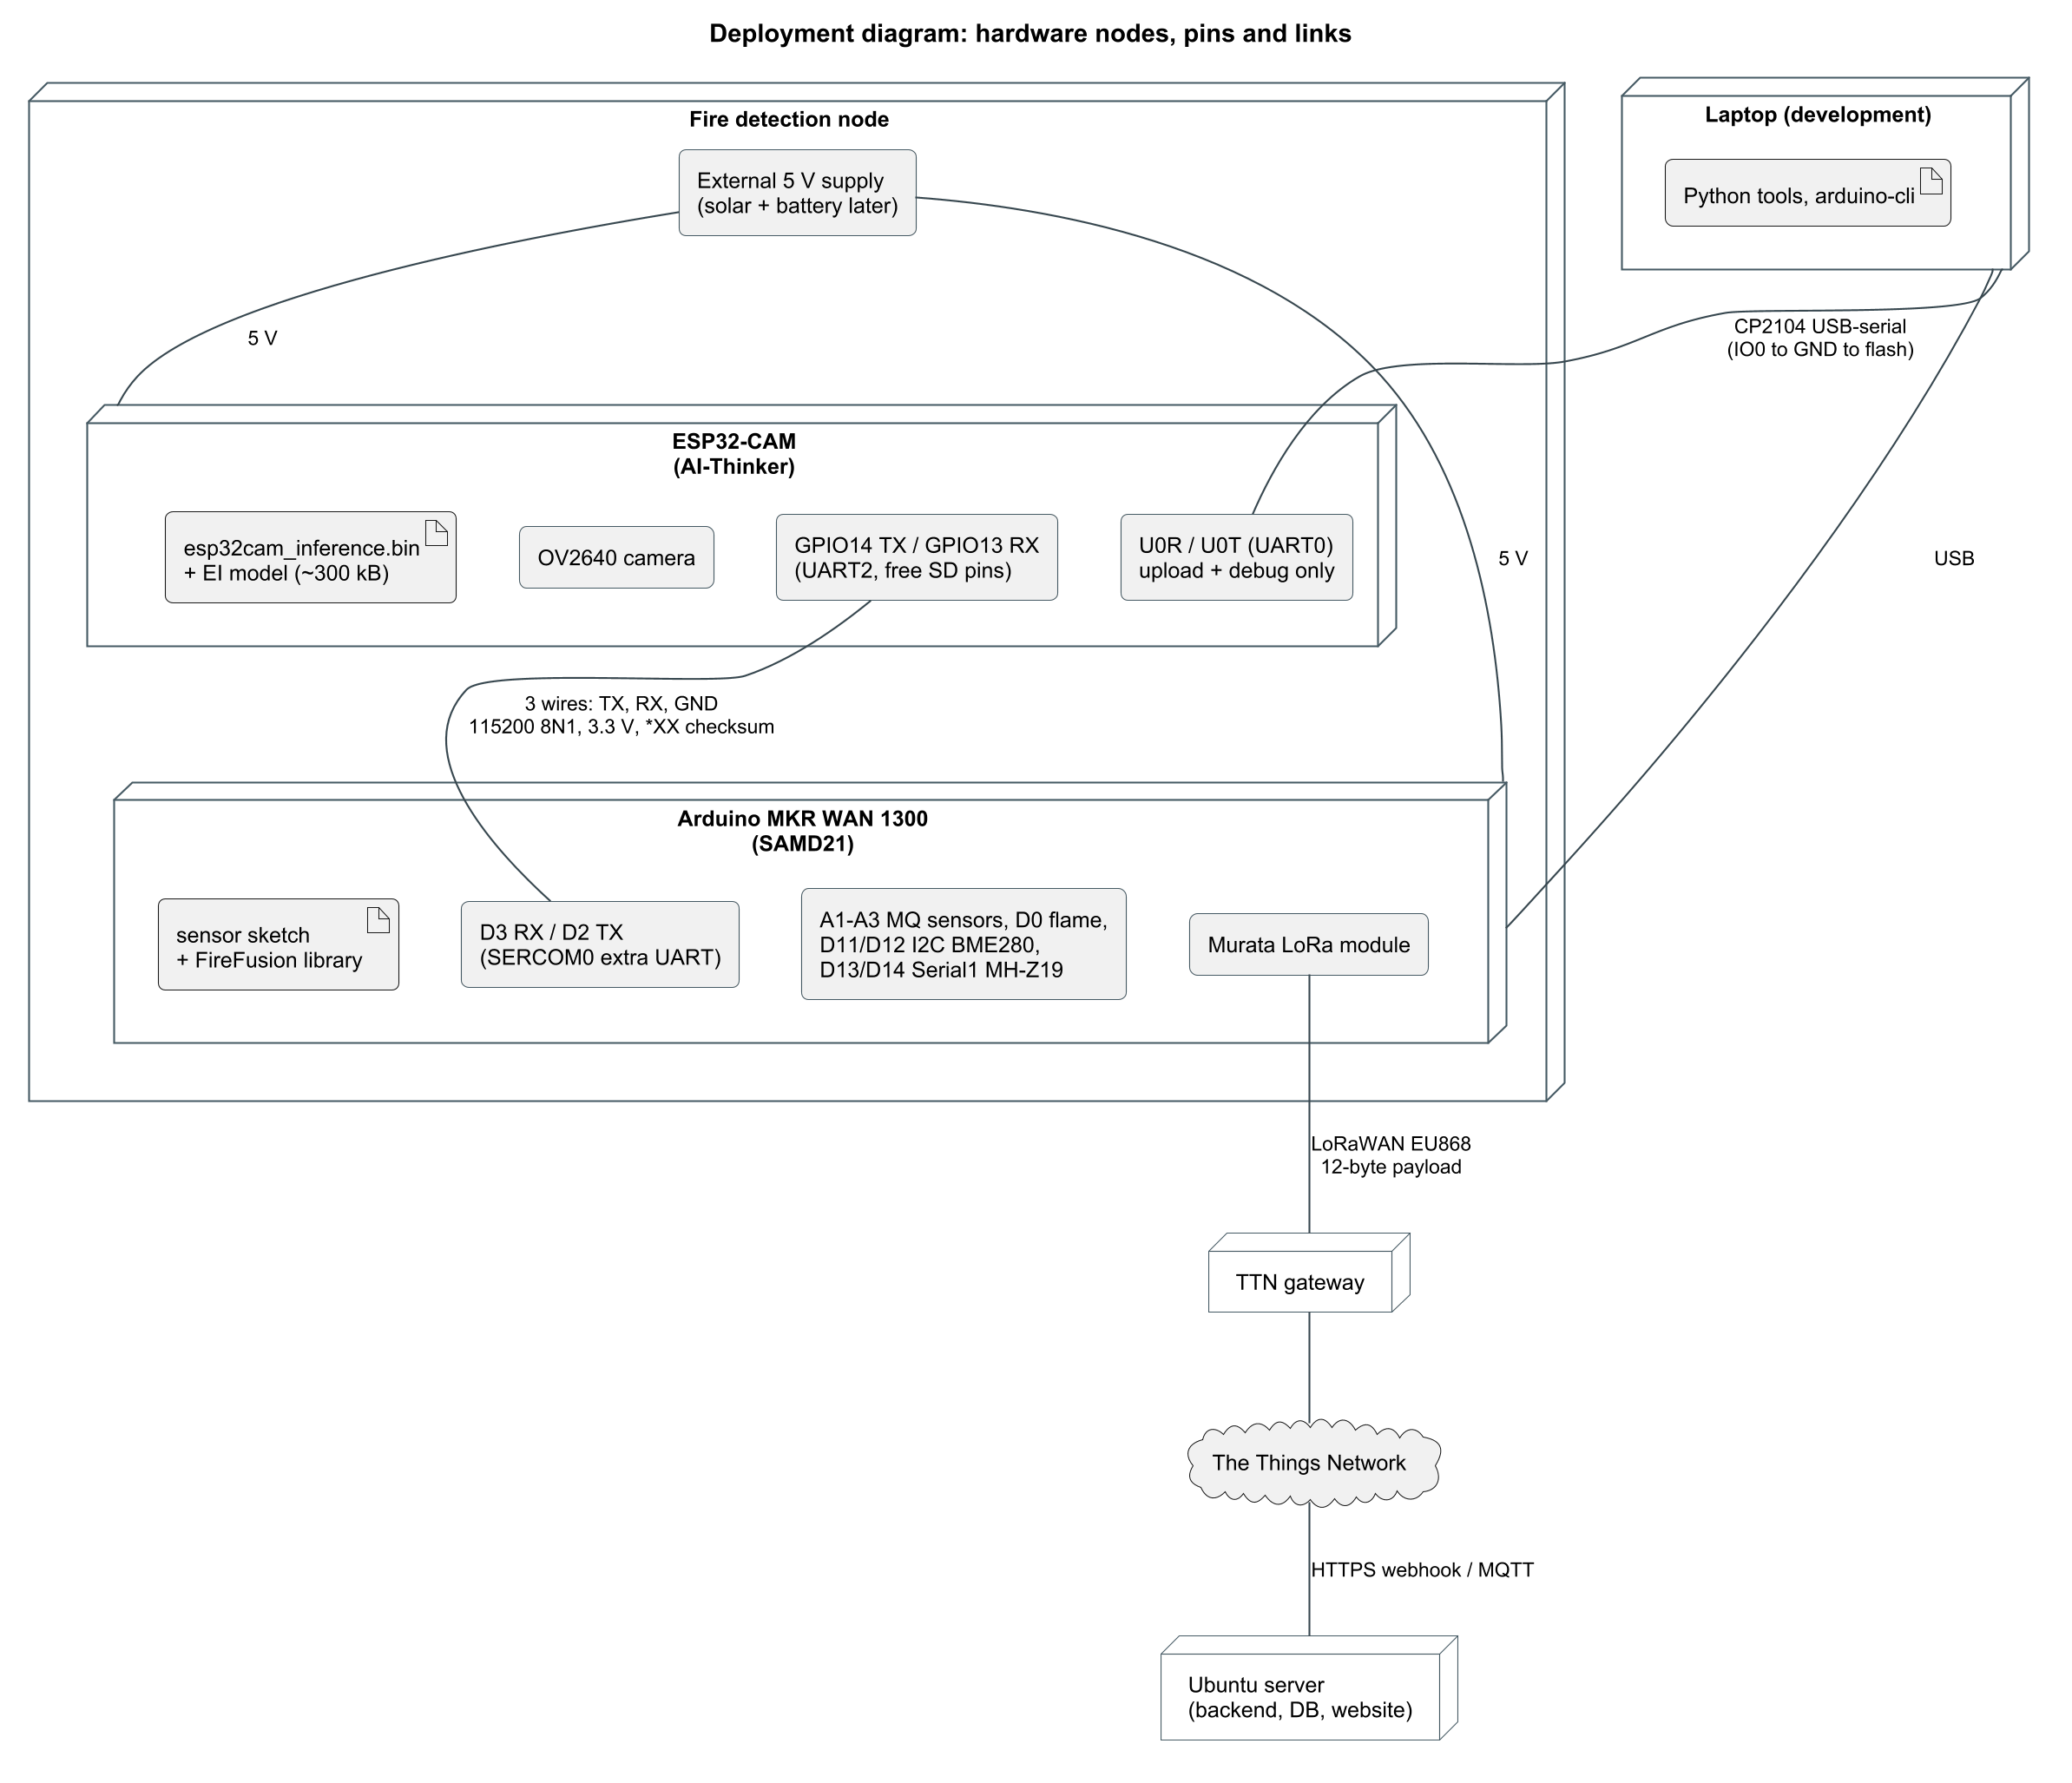 Deployment diagram: hardware nodes, pins and links
Fire detection node
External 5 V supply
(solar + battery later)
Laptop (development)
Python tools, arduino-cli
5 V
CP2104 USB-serial
(IO0 to GND to flash)
ESP32-CAM
(AI-Thinker)
esp32cam_inference.bin
+ EI model (~300 kB)
OV2640 camera
GPIO14 TX / GPIO13 RX
(UART2, free SD pins)
U0R / U0T (UART0)
upload + debug only
5 V
USB
3 wires: TX, RX, GND
115200 8N1, 3.3 V, *XX checksum
Arduino MKR WAN 1300
(SAMD21)
sensor sketch
+ FireFusion library
D3 RX / D2 TX
(SERCOM0 extra UART)
A1-A3 MQ sensors, D0 flame,
D11/D12 I2C BME280,
D13/D14 Serial1 MH-Z19
Murata LoRa module
LoRaWAN EU868
12-byte payload
TTN gateway
The Things Network
HTTPS webhook / MQTT
Ubuntu server
(backend, DB, website)